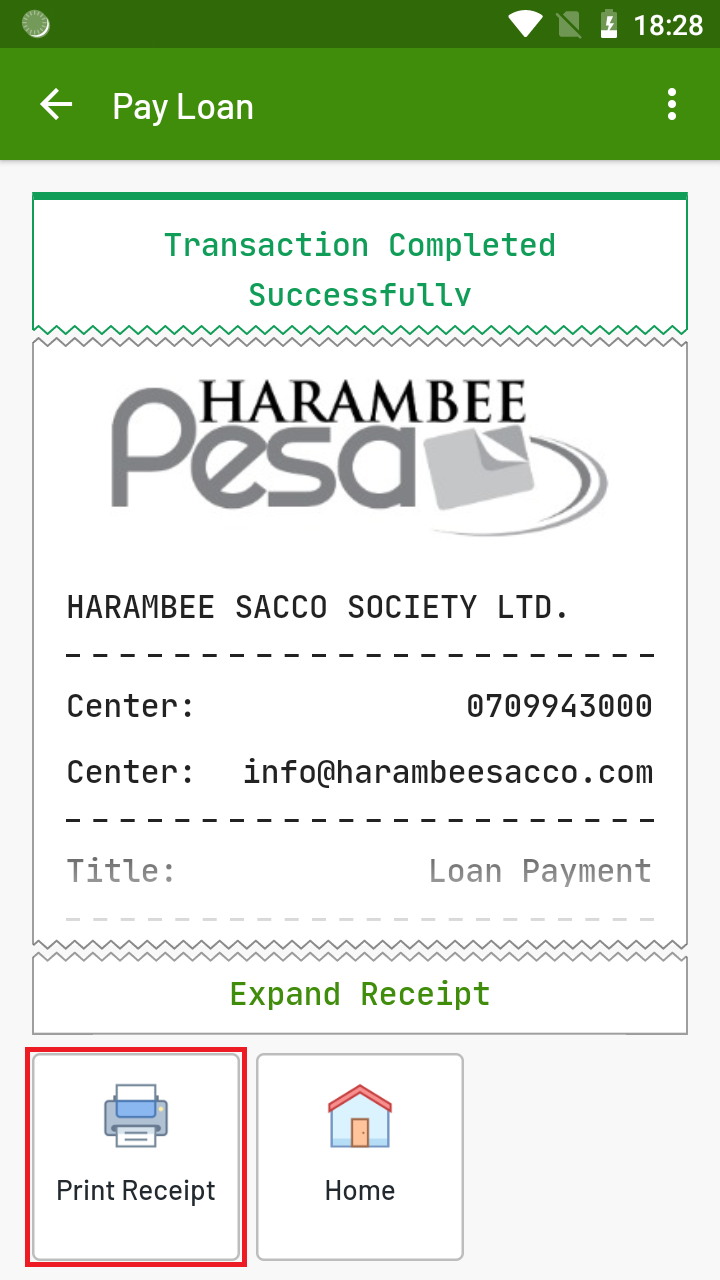 18:28
Pay Loan
Transaction Completed
Successfully
HARAMBEE
Pesa
HARAMBEE SACCO SOCIETY LTD.
Center: 0709943000
Center: info@harambeesacco.com
Title: Loan Payment
Expand Receipt
Print Receipt
Home